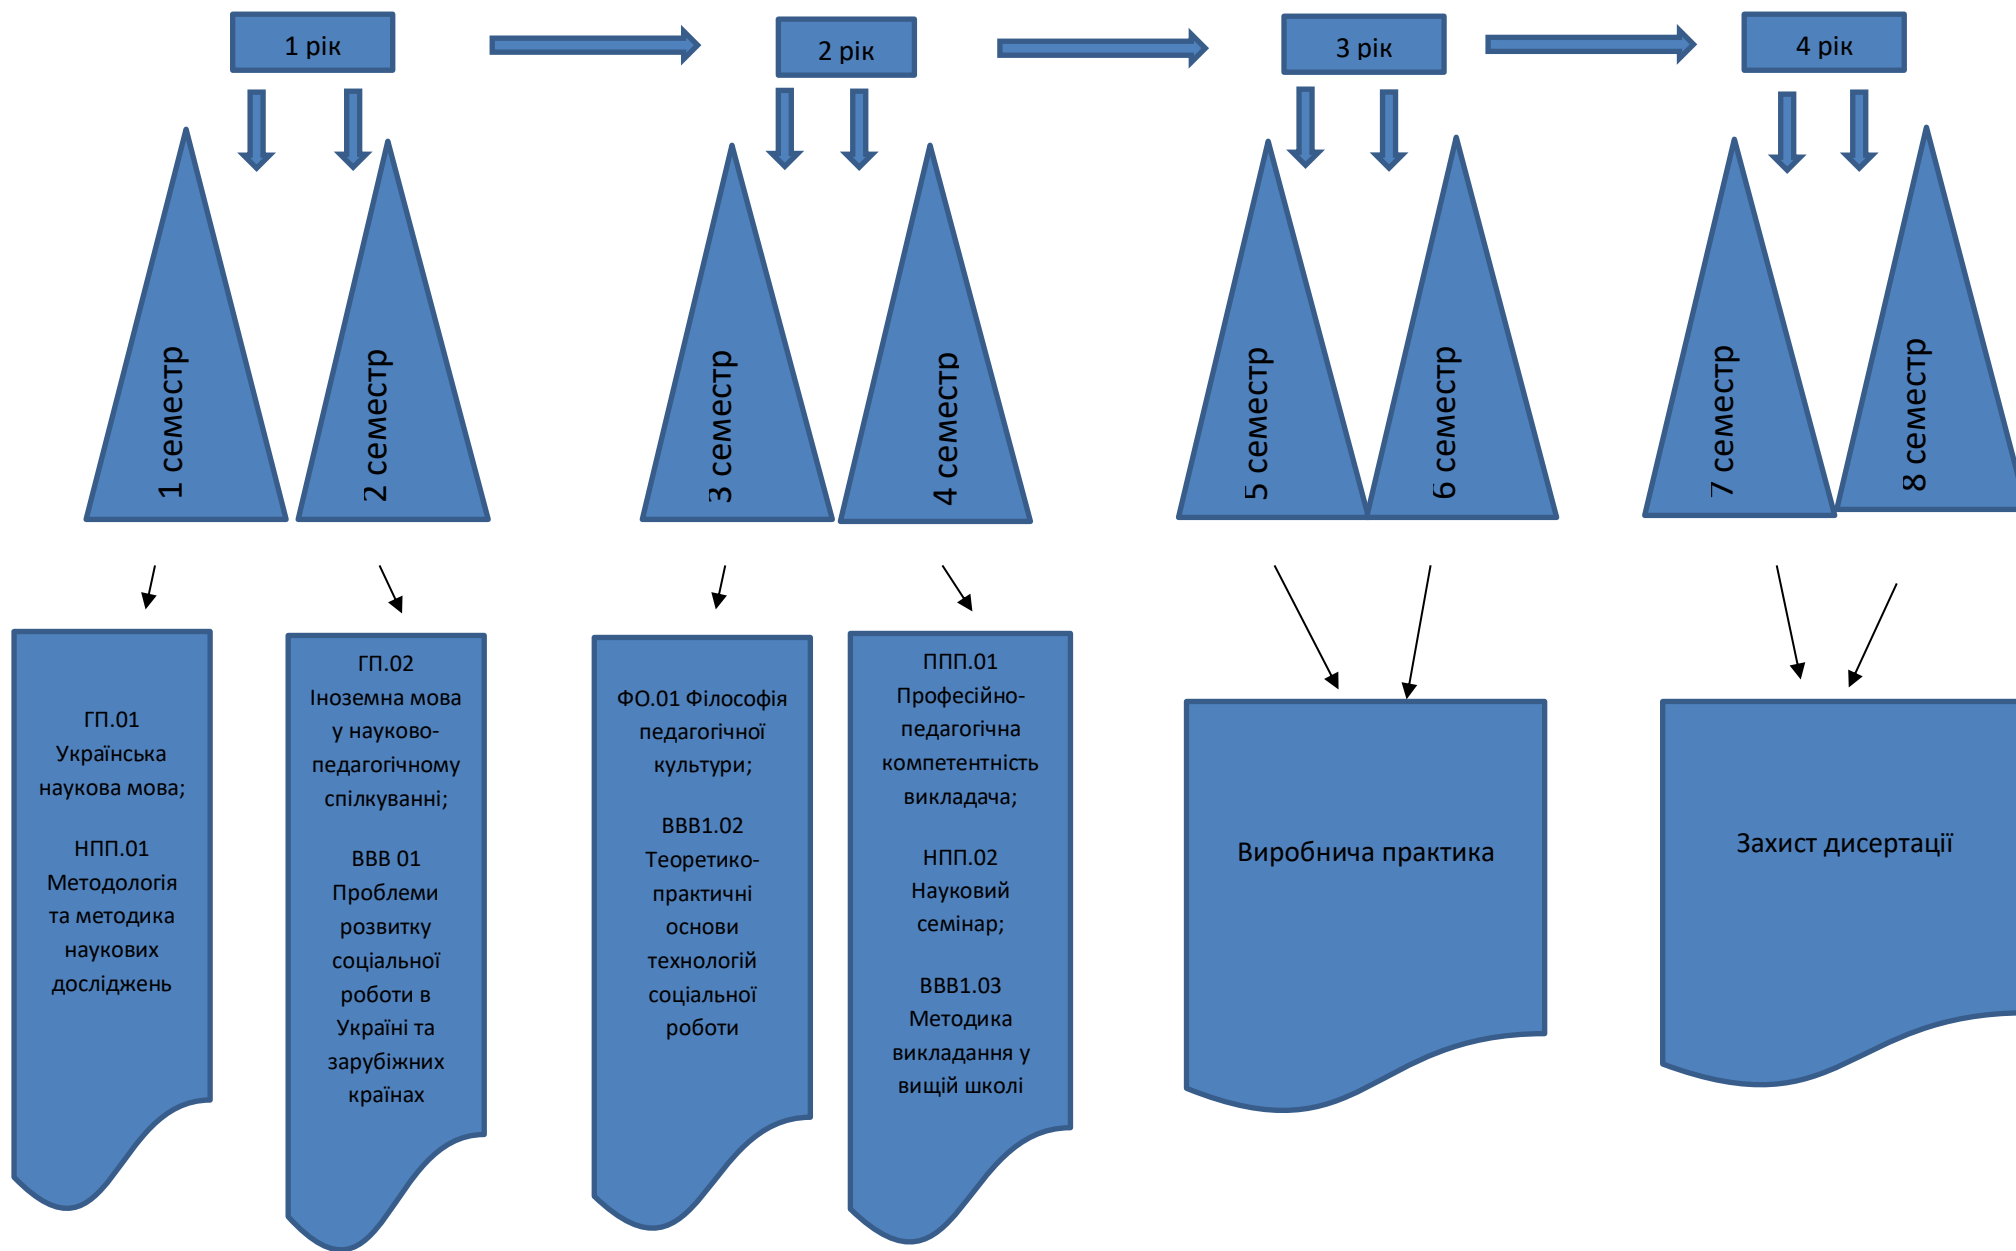 1 рік
2 рік
3 рік
4 рік
1 семестр
2 семестр
3 семестр
4 семестр
5 семестр
6 семестр
7 семестр
8 семестр
ГП.01
Українська
наукова мова;
НПП.01
Методологія
та методика
наукових
досліджень
ГП.02
Іноземна мова
у науково-
педагогічному
спілкуванні;
ВВВ 01
Проблеми
розвитку
соціальної
роботи в
Україні та
зарубіжних
країнах
ФО.01 Філософія
педагогічної
культури;
ВВВ1.02
Теоретико-
практичні
основи
технологій
соціальної
роботи
ППП.01
Професійно-
педагогічна
компетентність
викладача;
НПП.02
Науковий
семінар;
ВВВ1.03
Методика
викладання у
вищій школі
Виробнича практика
Захист дисертації